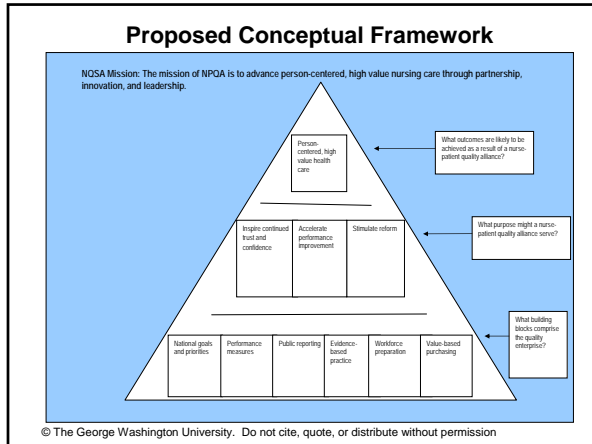 Proposed Conceptual Framework
NQSA Mission: The mission of NPQA is to advance person-centered, high value nursing care through partnership,
innovation, and leadership.
Person-
centered, high
value health
care
What outcomes are likely to be
achieved as a result of a nurse-
patient quality alliance?
Inspire continued
trust and
confidence
Accelerate
performance
improvement
Stimulate reform
What purpose might a nurse-
patient quality alliance serve?
What building
blocks comprise
the quality
enterprise?
National goals
and priorities
Performance
measures
Public reporting
Evidence-
based
practice
Workforce
preparation
Value-based
purchasing
© The George Washington University. Do not cite, quote, or distribute without permission